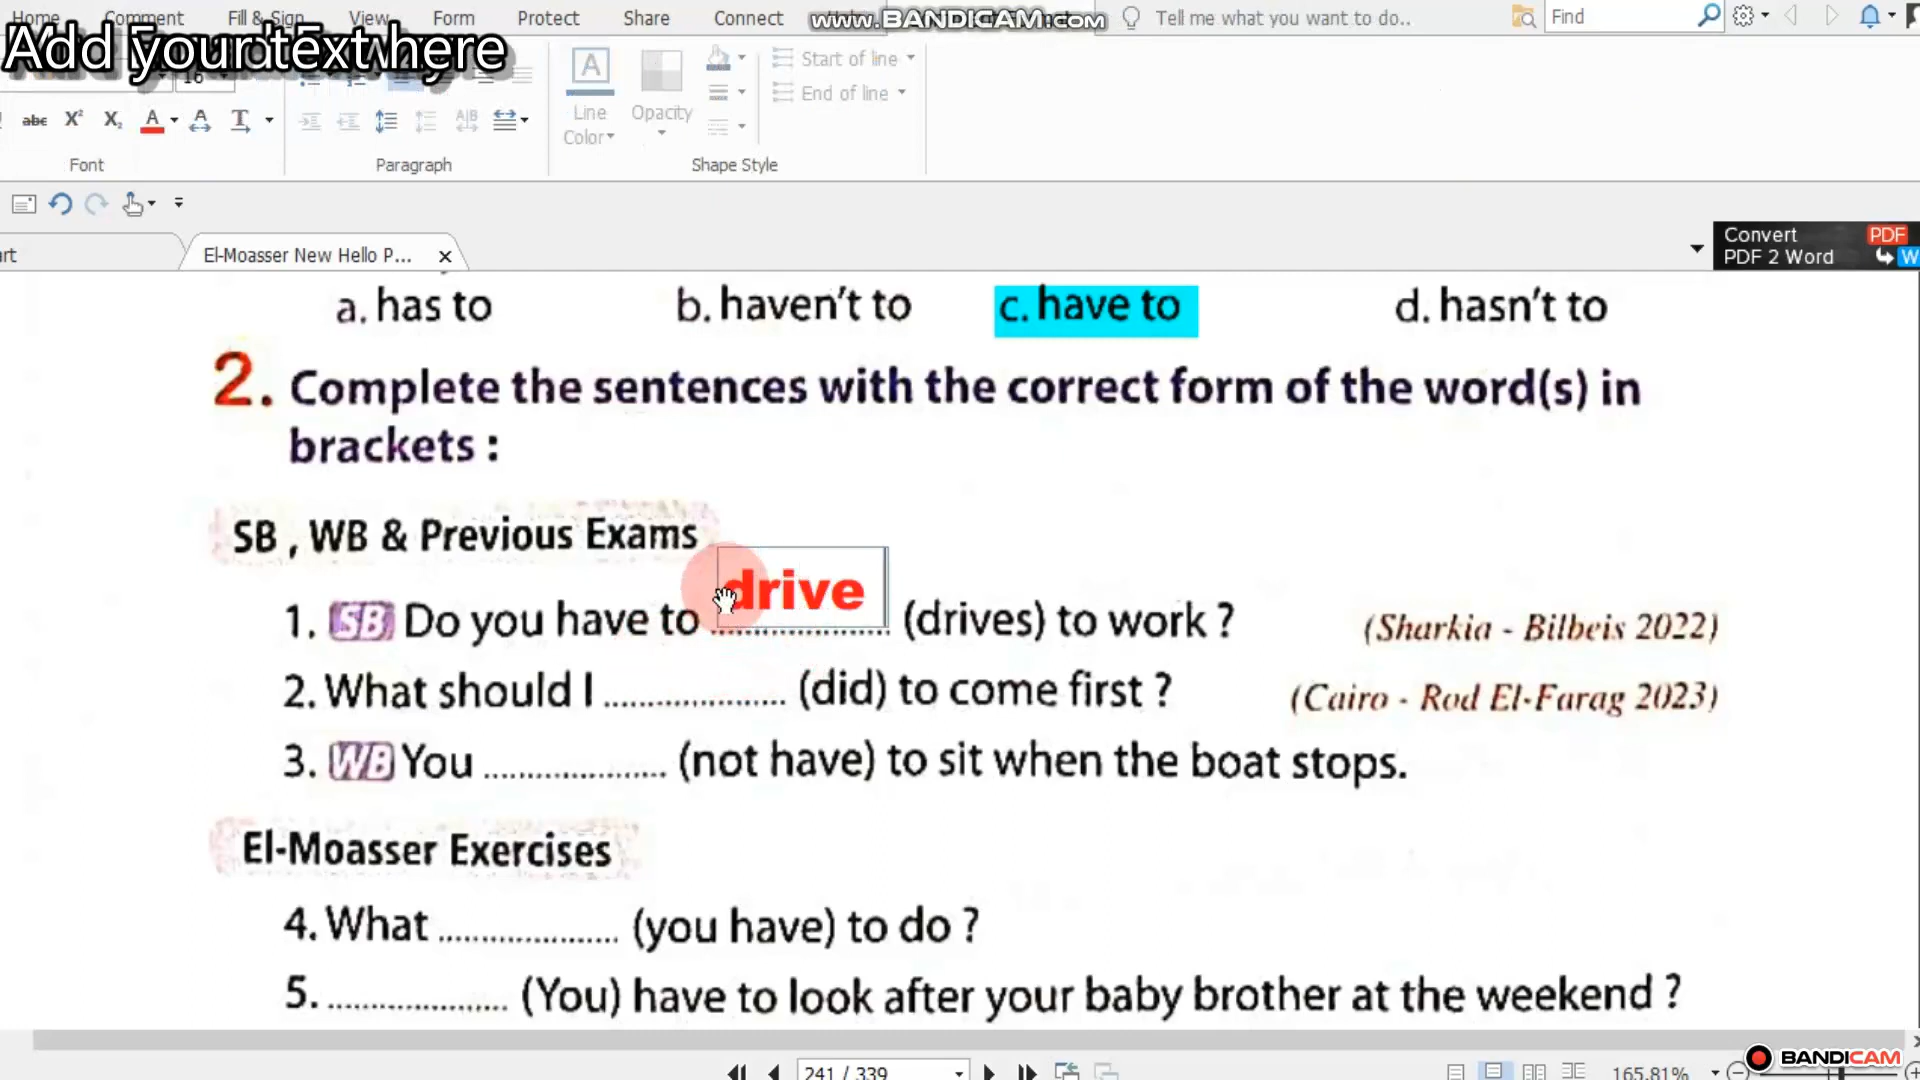 Home Comment Fill & Sign View Form Protect Share Connect www.BANDICAM.com Tell me what you want to do.. Find
Add your text here
16
Start of line
End of line
abc X² X₂ A A T A|B
Line Color
Opacity
Font Paragraph Shape Style
rt El-Moasser New Hello P... Convert PDF
PDF 2 Word W
a. has to b. haven't to c. have to d. hasn't to
2. Complete the sentences with the correct form of the word(s) in
brackets :
SB , WB & Previous Exams
drive
1. SB Do you have to .................... (drives) to work ? (Sharkia - Bilbeis 2022)
2. What should I .................... (did) to come first ? (Cairo - Rod El-Farag 2023)
3. WB You .................... (not have) to sit when the boat stops.
El-Moasser Exercises
4. What .................... (you have) to do ?
5. .................... (You) have to look after your baby brother at the weekend ?
241 / 339 165.81% BANDICAM